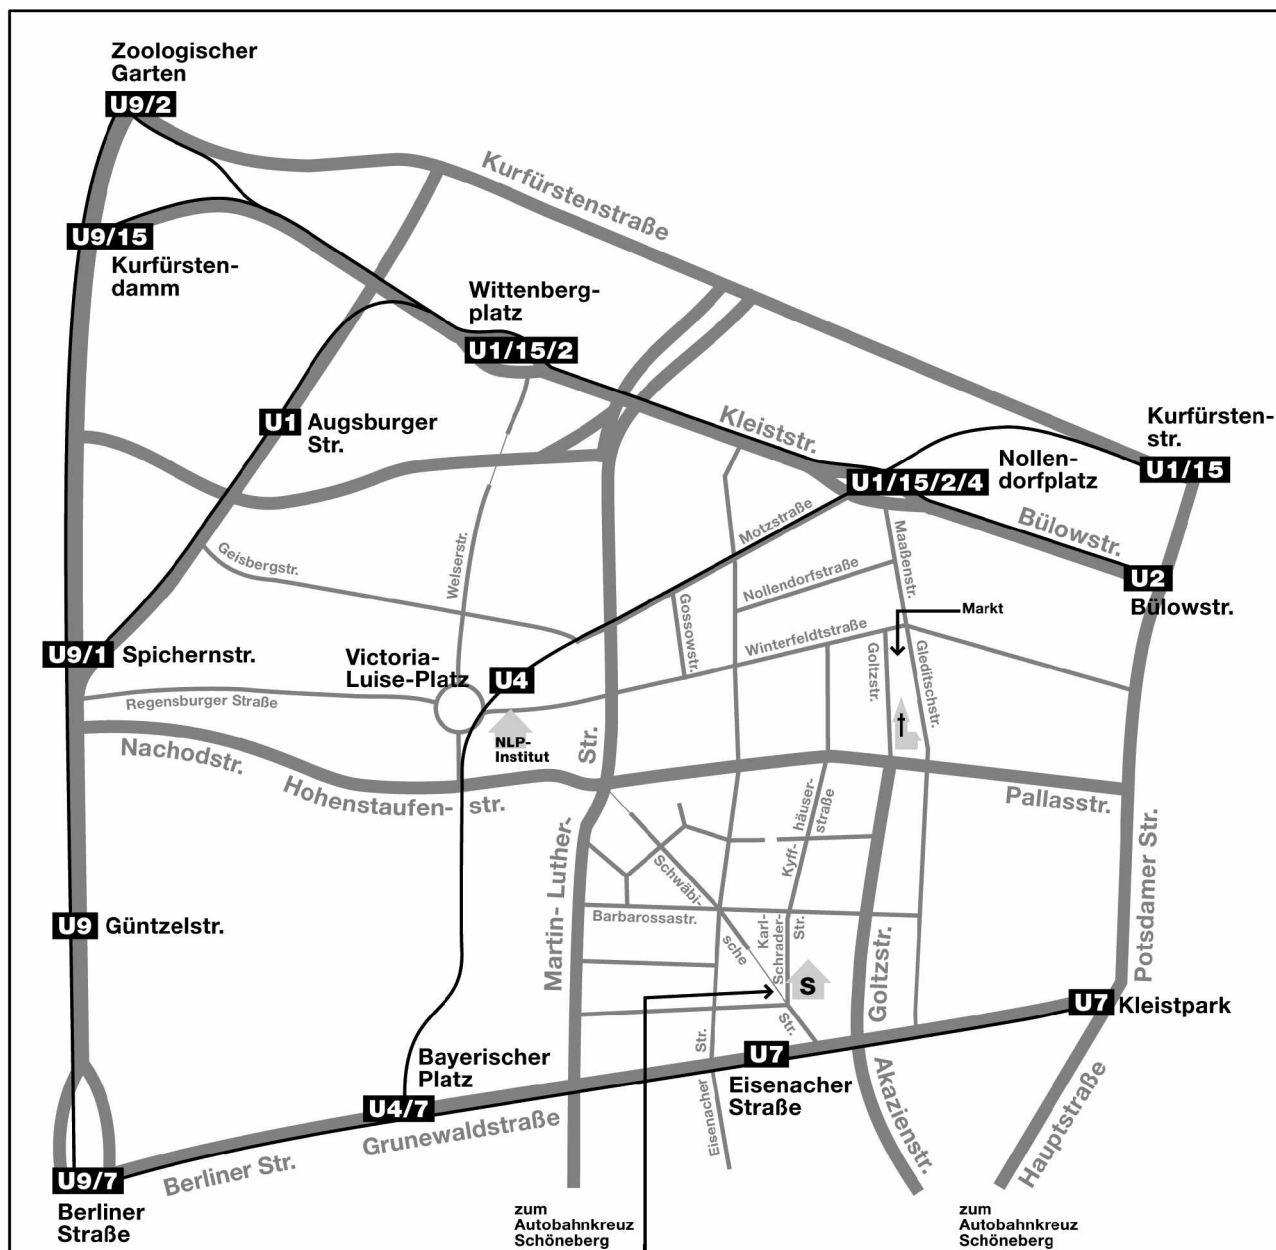 Zoologischer
Garten
U9/2
Kurfürstenstraße
U9/15
Kurfürsten-
damm
Wittenberg-
platz
U1/15/2
U1
Augsburger
Str.
Kleiststr.
Kurfürsten-
str.
U1/15
Nollen-
dorfplatz
U1/15/2/4
Bülowstr.
U2
Bülowstr.
Motzstraße
Maaßenstr.
Geisbergstr.
Welserstr.
Nollendorfstraße
Gossowstr.
Markt
Winterfeldtstraße
Goltzstr.
Gleditschstr.
U9/1
Spichernstr.
Victoria-
Luise-Platz
U4
Regensburger Straße
NLP-
Institut
Nachodstr.
Hohenstaufen-
str.
Martin-
Luther-
Str.
Pallasstr.
Potsdamer Str.
Kyff-
häuser-
straße
Schwäbi-
sche
Str.
Barbarossastr.
Karl-
Schrader-
Str.
S
Goltzstr.
U9
Güntzelstr.
U7
Kleistpark
U7
Eisenacher
Straße
Eisenacher
Str.
Bayerischer
Platz
U4/7
Grunewaldstraße
Akazienstr.
Hauptstraße
U9/7
Berliner
Straße
Berliner Str.
zum
Autobahnkreuz
Schöneberg
zum
Autobahnkreuz
Schöneberg